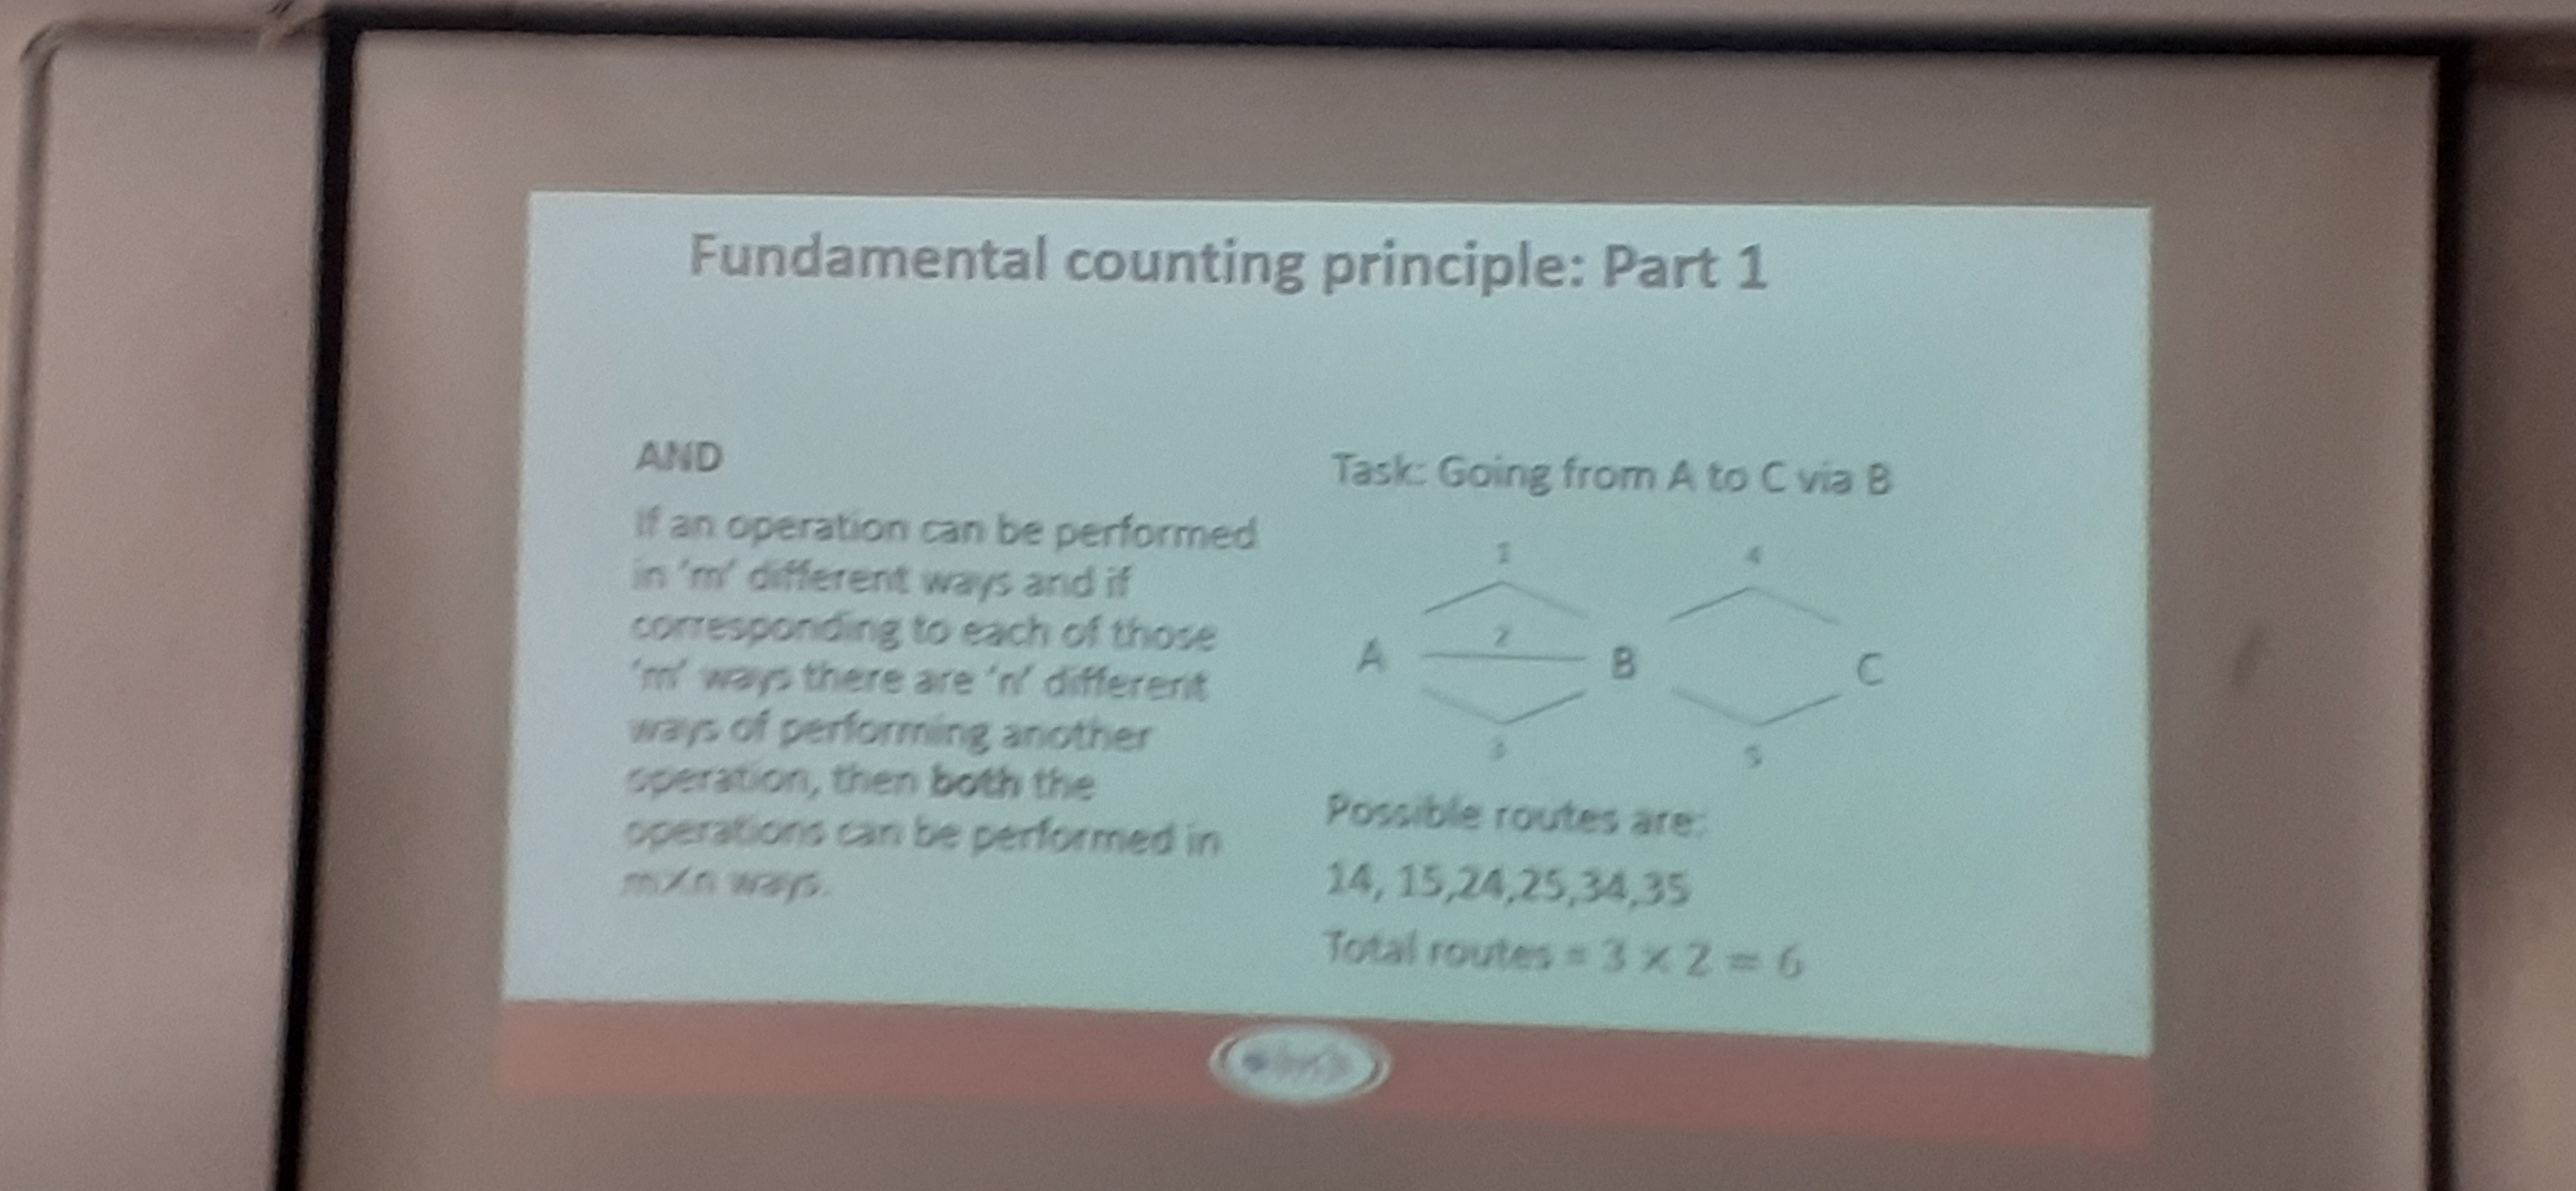 Fundamental counting principle: Part 1
AND
If an operation can be performed
in 'm' different ways and if
corresponding to each of those
'm' ways there are 'n' different
ways of performing another
operation, then both the
operations can be performed in
m×n ways.
Task: Going from A to C via B
1
4
2
A
B
C
3
5
Possible routes are:
14, 15,24,25,34,35
Total routes = 3 × 2 = 6